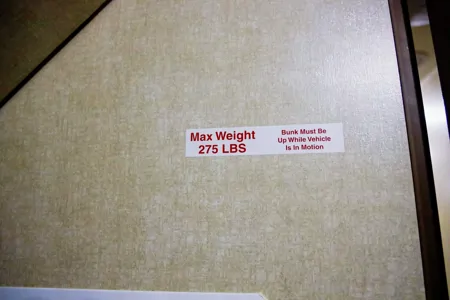 Max Weight
275 LBS
Bunk Must Be
Up While Vehicle
Is In Motion